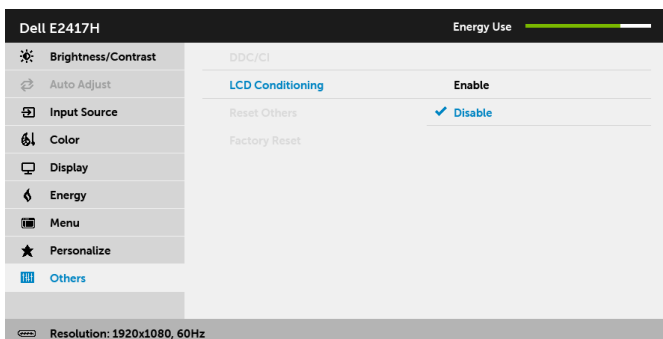 Dell E2417H
Energy Use
Brightness/Contrast
DDC/CI
Auto Adjust
LCD Conditioning
Enable
Input Source
Reset Others
Disable
Color
Factory Reset
Display
Energy
Menu
Personalize
Others
Resolution: 1920x1080, 60Hz